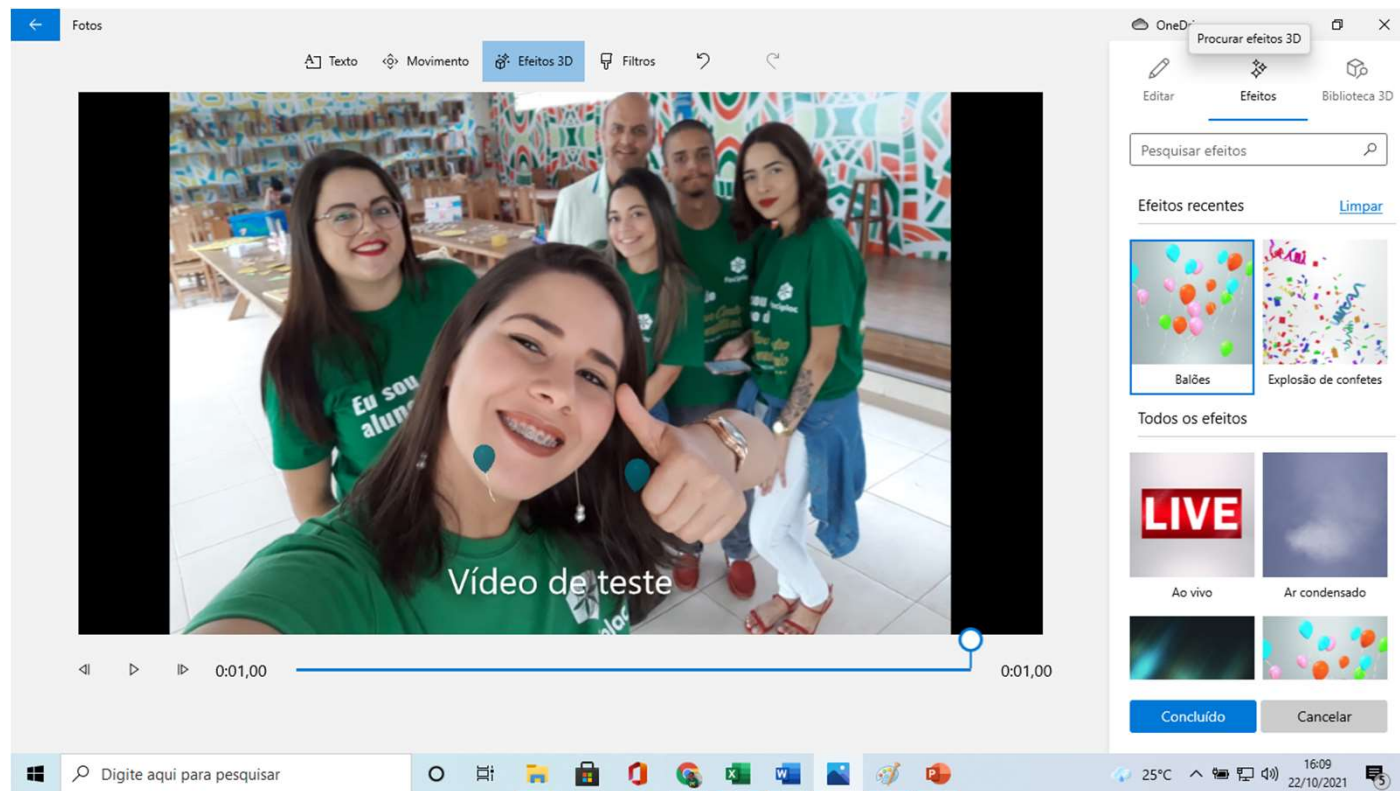 Fotos
OneDri
Procurar efeitos 3D
Texto
Movimento
Efeitos 3D
Filtros
Editar
Efeitos
Biblioteca 3D
Pesquisar efeitos
Efeitos recentes
Limpar
Balões
Explosão de confetes
Todos os efeitos
LIVE
Ao vivo
Ar condensado
Eu sou
alun
Vídeo de teste
0:01,00
0:01,00
Concluído
Cancelar
Digite aqui para pesquisar
25°C
16:09
22/10/2021
5